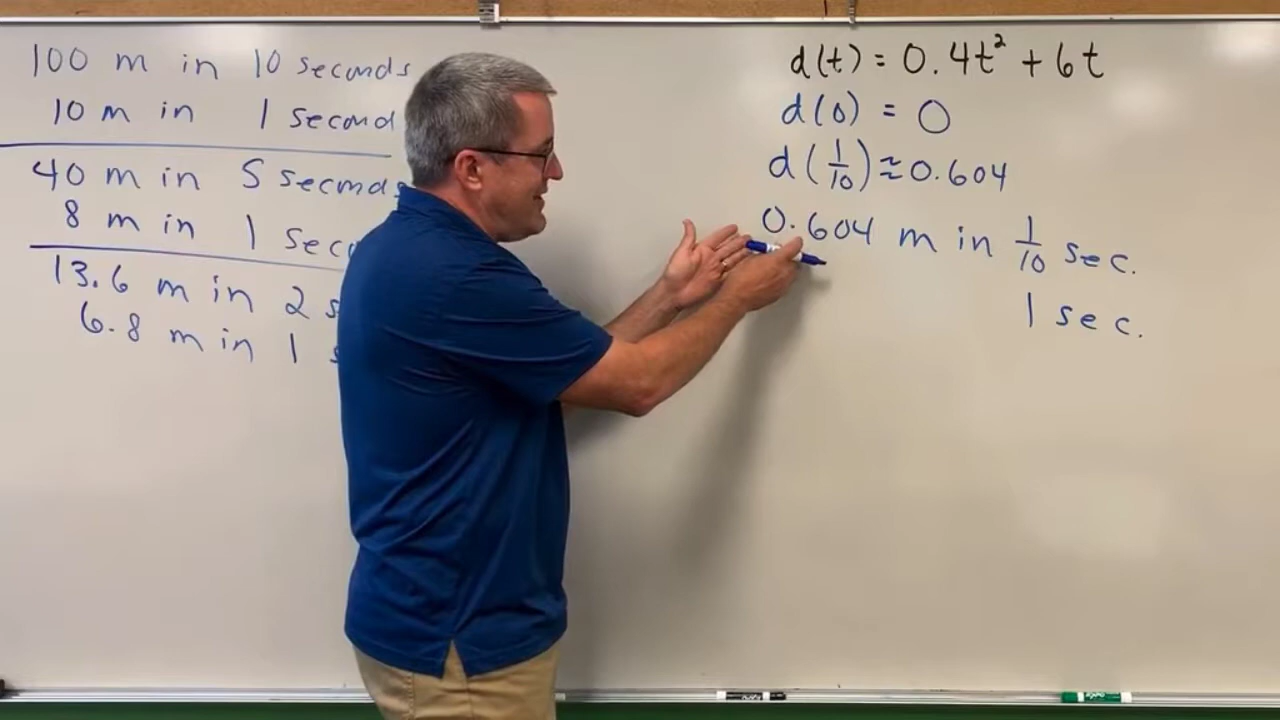 100 m in 10 seconds
10 m in 1 second
40 m in 5 seconds
8 m in 1
13.6 m in 2
6.8 m in 1
d(t) = 0.4t² + 6t
d(0) = 0
d(1/10) ≈ 0.604
0.604 m in 1/10 sec.
1 sec.